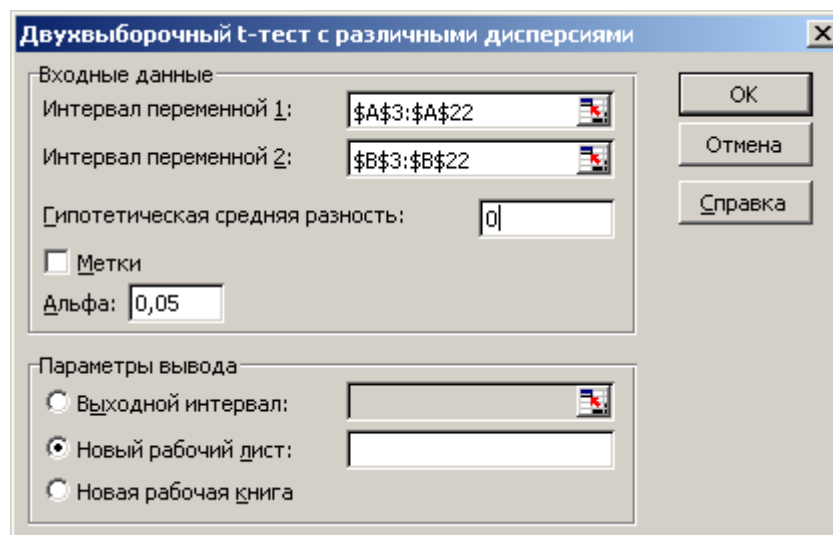 Двухвыборочный t-тест с различными дисперсиями
Входные данные
Интервал переменной 1: $A$3:$A$22
Интервал переменной 2: $B$3:$B$22
Гипотетическая средняя разность: 0
Метки
Альфа: 0,05
OK
Отмена
Справка
Параметры вывода
Выходной интервал:
Новый рабочий лист:
Новая рабочая книга